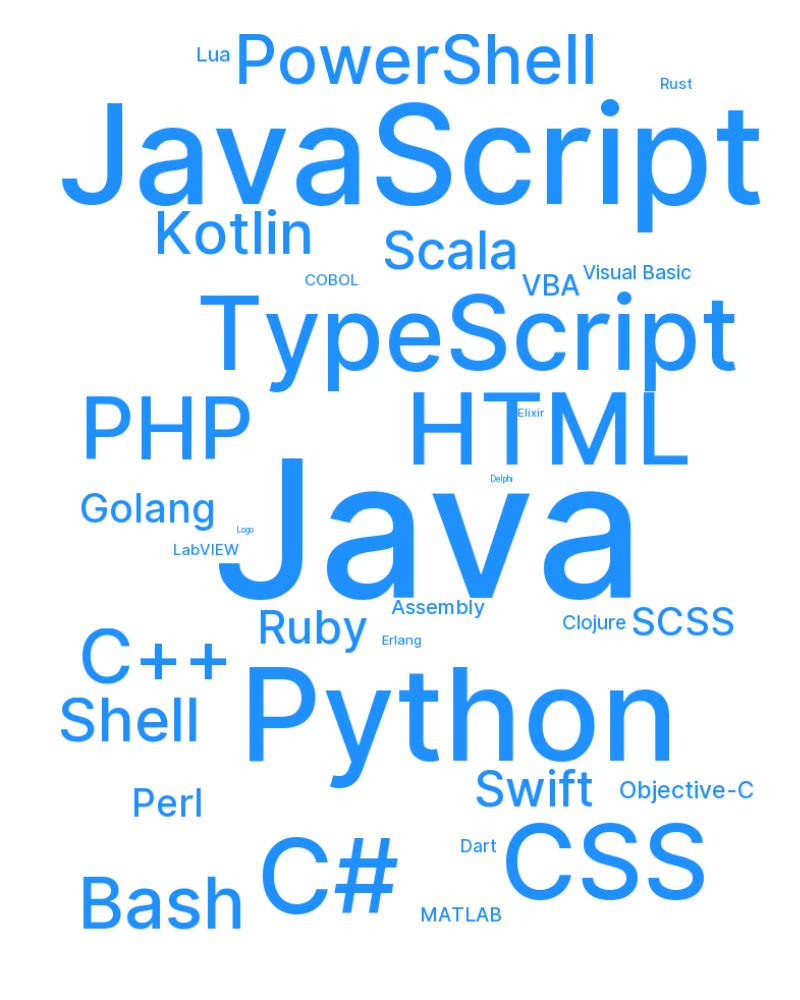 Lua PowerShell
Rust
JavaScript
Kotlin
Scala
COBOL
VBA Visual Basic
TypeScript
PHP
HTML
Elixir
Delphi
Java
Golang
Logo
LabVIEW
Assembly
Ruby
Clojure SCSS
Erlang
C++
Python
Shell
Swift
Objective-C
Perl
C#
Dart
CSS
Bash
MATLAB